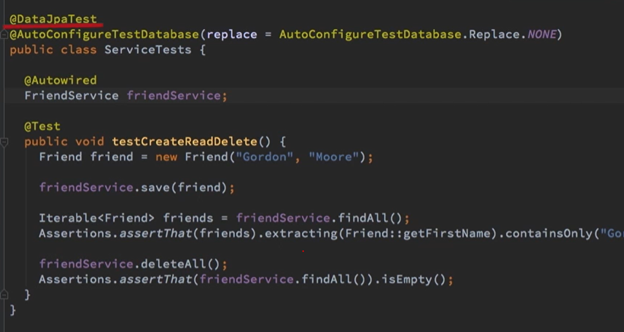 @DataJpaTest
@AutoConfigureTestDatabase(replace = AutoConfigureTestDatabase.Replace.NONE)
public class ServiceTests {
@Autowired
FriendService friendService;
@Test
public void testCreateReadDelete() {
Friend friend = new Friend("Gordon", "Moore");
friendService.save(friend);
Iterable<Friend> friends = friendService.findAll();
Assertions.assertThat(friends).extracting(Friend::getFirstName).containsOnly("Go
friendService.deleteAll();
Assertions.assertThat(friendService.findAll()).isEmpty();
}
}